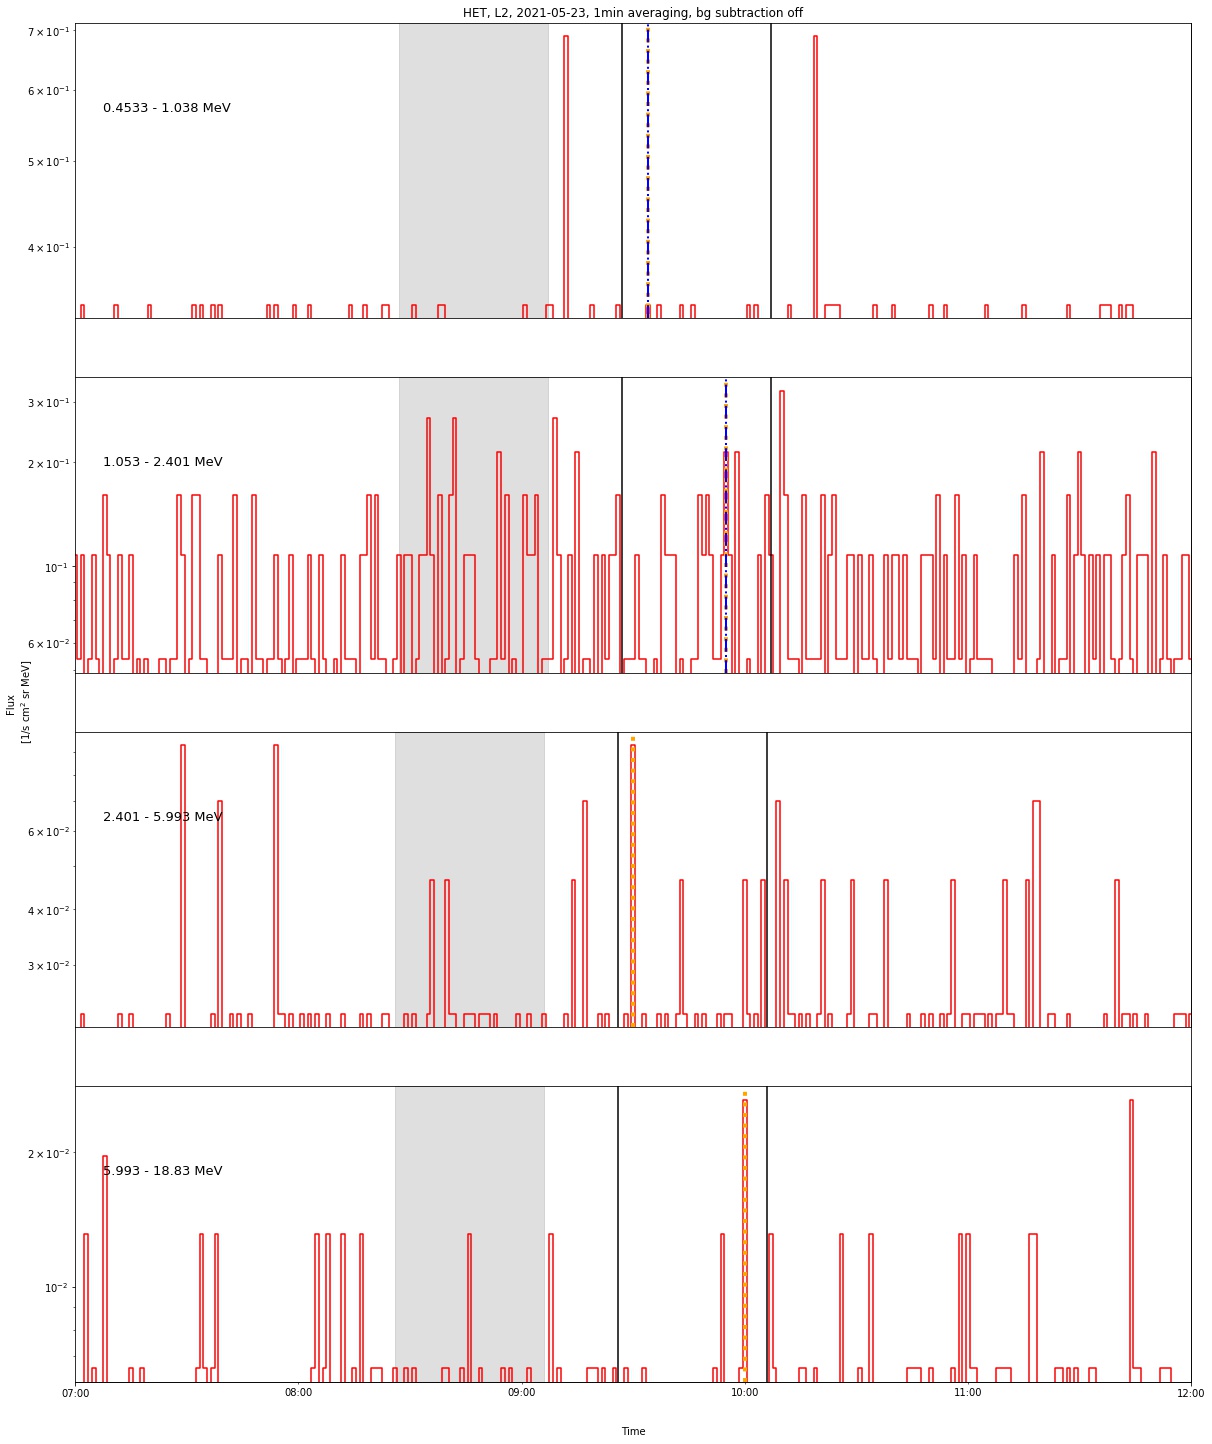 HET, L2, 2021-05-23, 1min averaging, bg subtraction off
7 × 10⁻¹
6 × 10⁻¹
0.4533 - 1.038 MeV
5 × 10⁻¹
4 × 10⁻¹
3 × 10⁻¹
1.053 - 2.401 MeV
2 × 10⁻¹
10⁻¹
6 × 10⁻²
Flux
[1/s cm² sr MeV]
2.401 - 5.993 MeV
6 × 10⁻²
4 × 10⁻²
3 × 10⁻²
2 × 10⁻²
5.993 - 18.83 MeV
10⁻²
07:00 08:00 09:00 10:00 11:00 12:00
Time